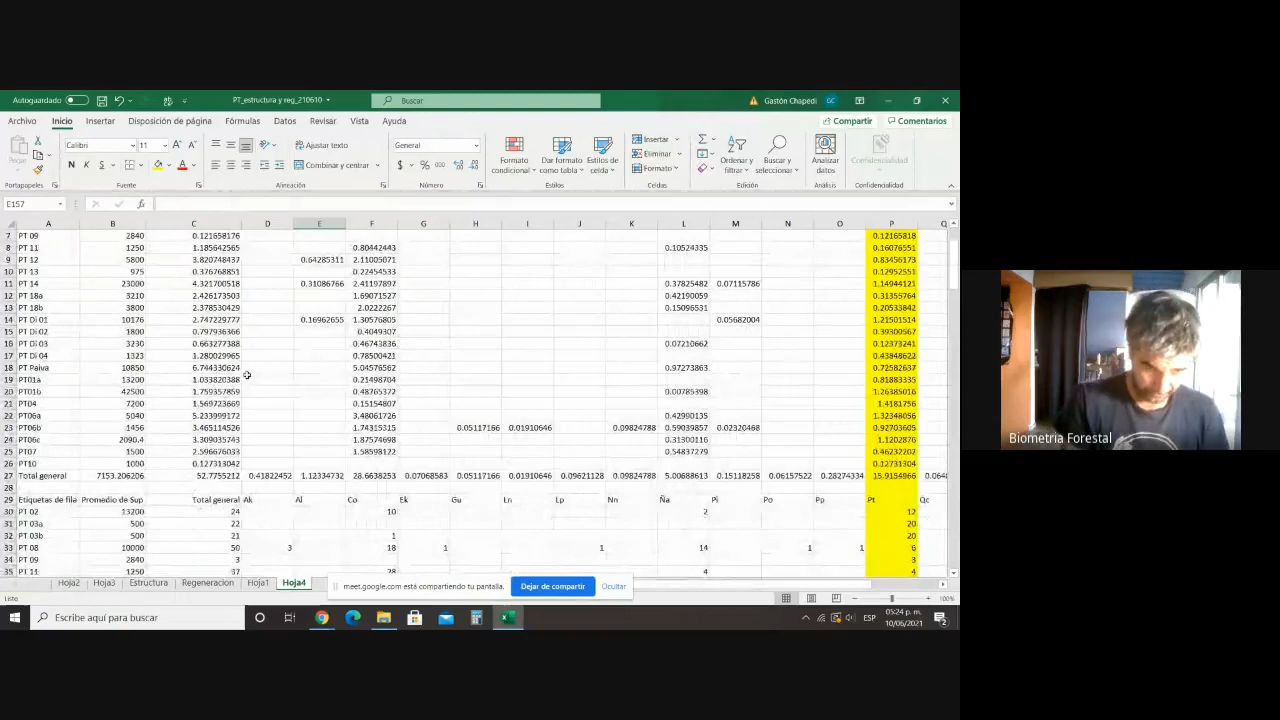 Autoguardado PT_estructura y reg_210610 Buscar Gastón Chapedi GC
Archivo Inicio Insertar Disposición de página Fórmulas Datos Revisar Vista Ayuda Compartir Comentarios
Pegar Calibri 11 Ajustar texto General Formato condicional Dar formato como tabla Estilos de celda Insertar Eliminar Formato Ordenar y filtrar Buscar y seleccionar Analizar datos Confidencialidad
N K S Combinar y centrar $ % 000
Portapapeles Fuente Alineación Número Estilos Celdas Edición Análisis Confidencialidad
E157 fx
A B C D E F G H I J K L M N O P Q
7 PT 09 2840 0.121658176 0.12165818
8 PT 11 1250 1.185642565 0.80442443 0.10524335 0.16076551
9 PT 12 5800 3.820748437 0.64285311 2.11005071 0.83456173
10 PT 13 975 0.376768851 0.22454533 0.12952551
11 PT 14 23000 4.321700518 0.31086766 2.41197897 0.37825482 0.07115786 1.14944121
12 PT 18a 3210 2.426173503 1.69071527 0.42190059 0.31355764
13 PT 18b 3800 2.378530429 2.0222267 0.15096531 0.20533842
14 PT Di 01 10176 2.747229777 0.16962655 1.30576805 0.05682004 1.21501514
15 PT Di 02 1800 0.797936366 0.4049307 0.39300567
16 PT Di 03 3230 0.663277388 0.46743836 0.07210662 0.12373241
17 PT Di 04 1323 1.280029965 0.78500421 0.43848622
18 PT Paiva 10850 6.744330624 5.04576562 0.97273863 0.72582637
19 PT01a 13200 1.033820388 0.21498704 0.81883335
20 PT01b 42500 1.759357859 0.48765372 0.00785398 1.26385016
21 PT04 7200 1.569723669 0.15154807 1.4181756
22 PT06a 5040 5.233999172 3.48061726 0.42990135 1.32348056
23 PT06b 1456 3.465114526 1.74315315 0.05117166 0.01910646 0.09824788 0.59039857 0.02320468 0.92703605
24 PT06c 2090.4 3.309035743 1.87574698 0.31300116 1.1202876
25 PT07 1500 2.596676033 1.58598122 0.54837279 0.46232202
26 PT10 1000 0.127313042 0.12731304
27 Total general 7153.206206 52.7755212 0.41822452 1.12334732 28.6638253 0.07068583 0.05117166 0.01910646 0.09621128 0.09824788 5.00688613 0.15118258 0.06157522 0.28274334 15.9154966 0.0648
28
29 Etiquetas de fila Promedio de Sup Total general Ak Al Co Ek Gu Ln Lp Nn Ña Pi Po Pp Pt Qc
30 PT 02 13200 24 10 2 12
31 PT 03a 500 22 20
32 PT 03b 500 21 1 20
33 PT 08 10000 50 3 18 1 1 14 1 1 6
34 PT 09 2840 3 3
35 PT 11 1250 37 28 4 4
Biometria Forestal
Hoja2 Hoja3 Estructura Regeneracion Hoja1 Hoja4
meet.google.com está compartiendo tu pantalla. Dejar de compartir Ocultar
Listo 100%
Escribe aquí para buscar ESP 05:24 p. m.
10/06/2021 2